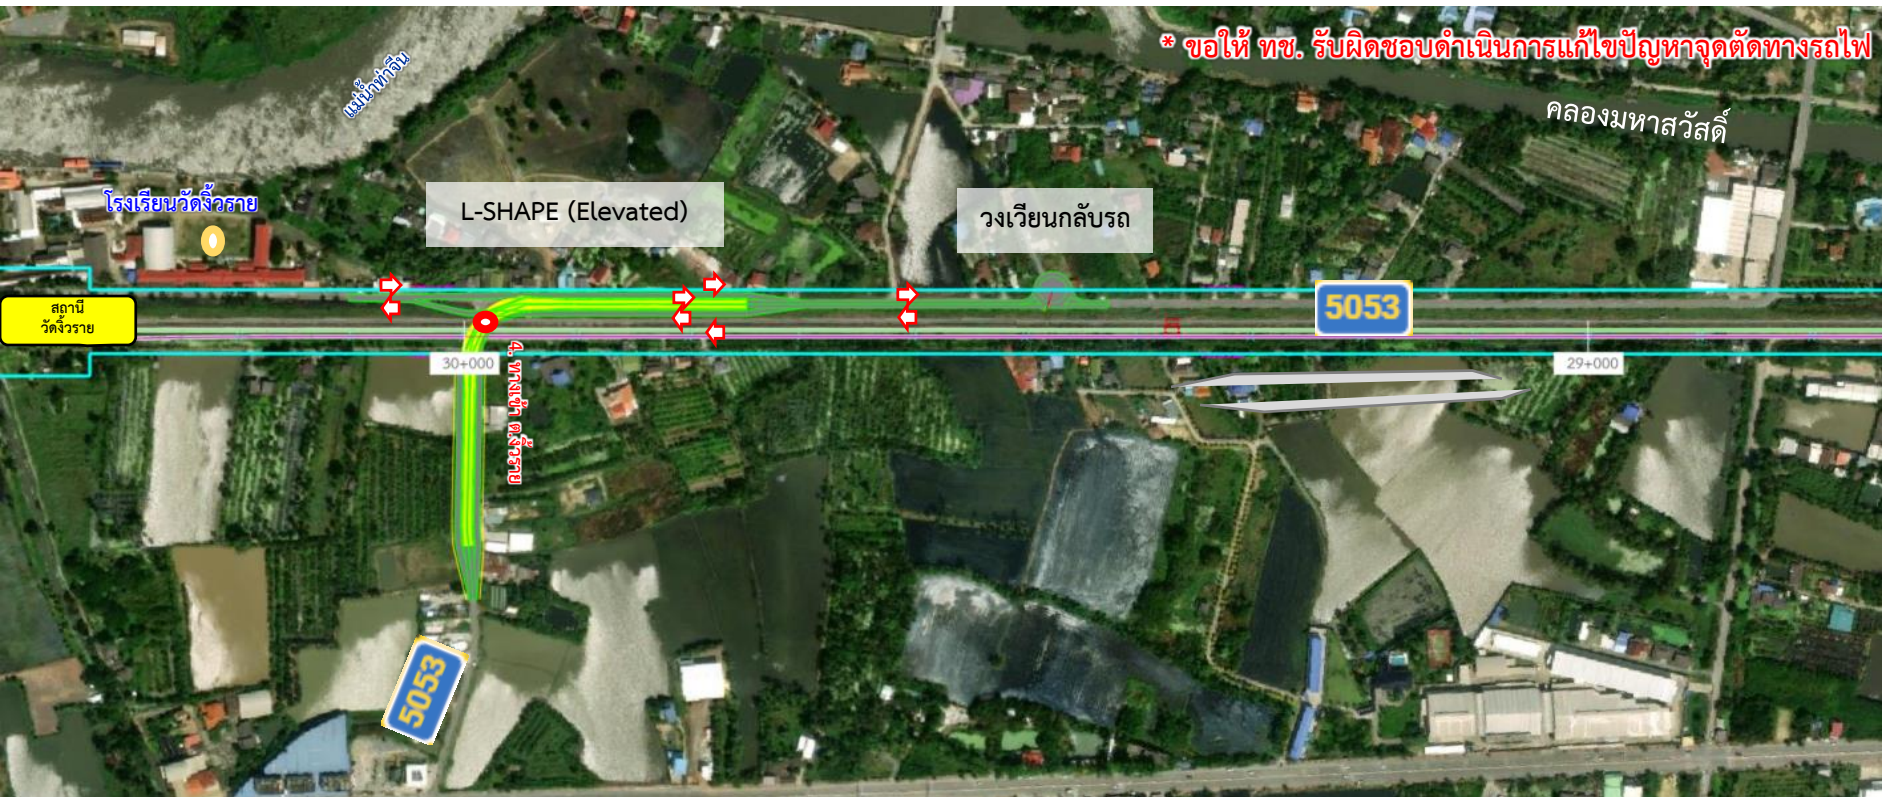 * ขอให้ ทช. รับผิดชอบดำเนินการแก้ไขปัญหาจุดตัดทางรถไฟ
แม่น้ำท่าจีน
คลองมหาสวัสดิ์
โรงเรียนวัดงิ้วราย
L-SHAPE (Elevated)
วงเวียนกลับรถ
สถานี
วัดงิ้วราย
5053
30+000
29+000
4. ทางเข้า ต.งิ้วราย
5053